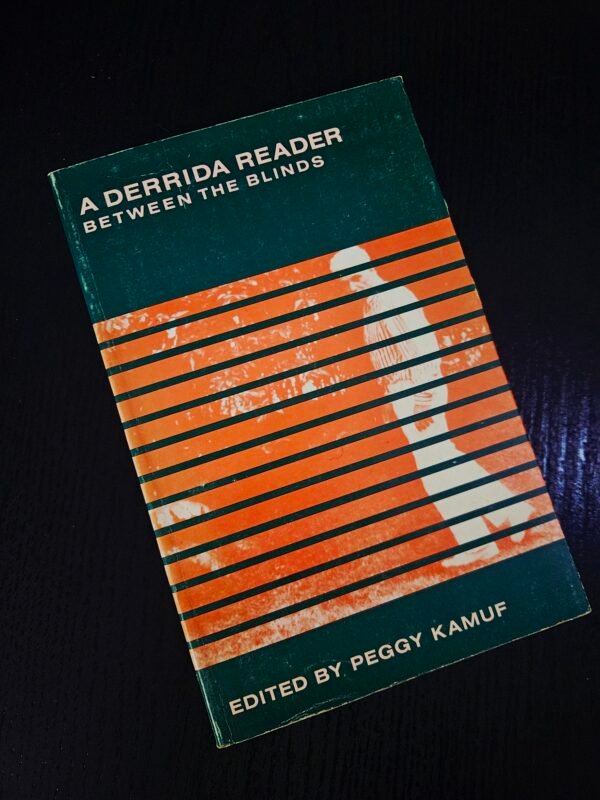 A DERRIDA READER
BETWEEN THE BLINDS
EDITED BY PEGGY KAMUF